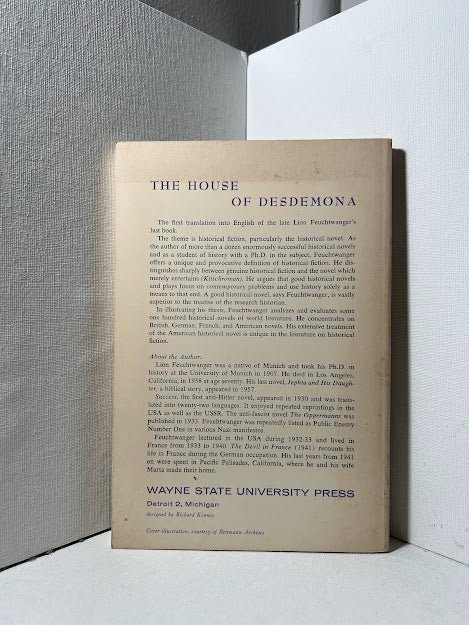 THE HOUSE
OF DESDEMONA
The first translation into English of the late Lion Feuchtwanger's
last book.
The theme is historical fiction, particularly the historical novel. As
the author of more than a dozen enormously successful historical novels
and as a student of history with a Ph.D. in the subject, Feuchtwanger
offers a unique and provocative definition of historical fiction. He dis-
tinguishes sharply between genuine historical fiction and the novel which
merely entertains (Kitschroman). He argues that good historical novels
and plays focus on contemporary problems and use history solely as a
means to that end. A good historical novel, says Feuchtwanger, is vastly
superior to the treatise of the research historian.
In illustrating his thesis, Feuchtwanger analyzes and evaluates some
one hundred historical novels of world literature. He concentrates on
British, German, French, and American novels. His extensive treatment
of the American historical novel is unique in the literature on historical
fiction.
About the Author:
Lion Feuchtwanger was a native of Munich and took his Ph.D. in
history at the University of Munich in 1907. He died in Los Angeles,
California, in 1958 at age seventy. His last novel, Jephta and His Daugh-
ter, a biblical story, appeared in 1957.
Success, the first anti-Hitler novel, appeared in 1930 and was trans-
lated into twenty-two languages. It enjoyed repeated reprintings in the
USA as well as the USSR. The anti-fascist novel The Oppermanns was
published in 1933. Feuchtwanger was repeatedly listed as Public Enemy
Number One in various Nazi manifestos.
Feuchtwanger lectured in the USA during 1932-33 and lived in
France from 1933 to 1940. The Devil in France (1941) recounts his
life in France during the German occupation. His last years from 1941
on were spent in Pacific Palisades, California, where he and his wife
Marta made their home.
WAYNE STATE UNIVERSITY PRESS
Detroit 2, Michigan
designed by Richard Kinney
Cover illustration, courtesy of Bettmann Archives